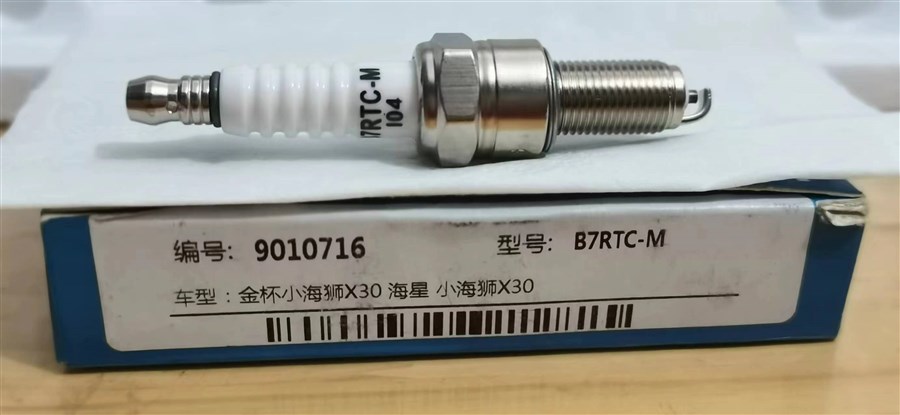 7RTC-M
104
编号: 9010716 型号: B7RTC-M
车型：金杯小海狮X30 海星 小海狮X30